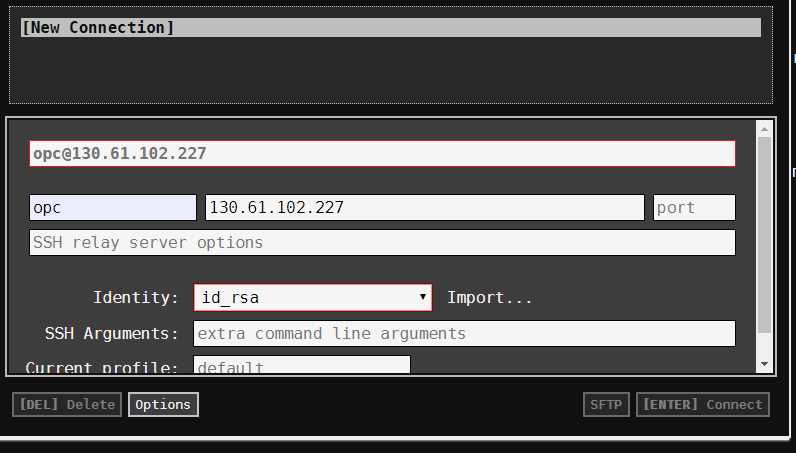 [New Connection]
opc@130.61.102.227
opc 130.61.102.227 port
SSH relay server options
Identity: id_rsa Import...
SSH Arguments: extra command line arguments
Current profile: default
[DEL] Delete Options SFTP [ENTER] Connect